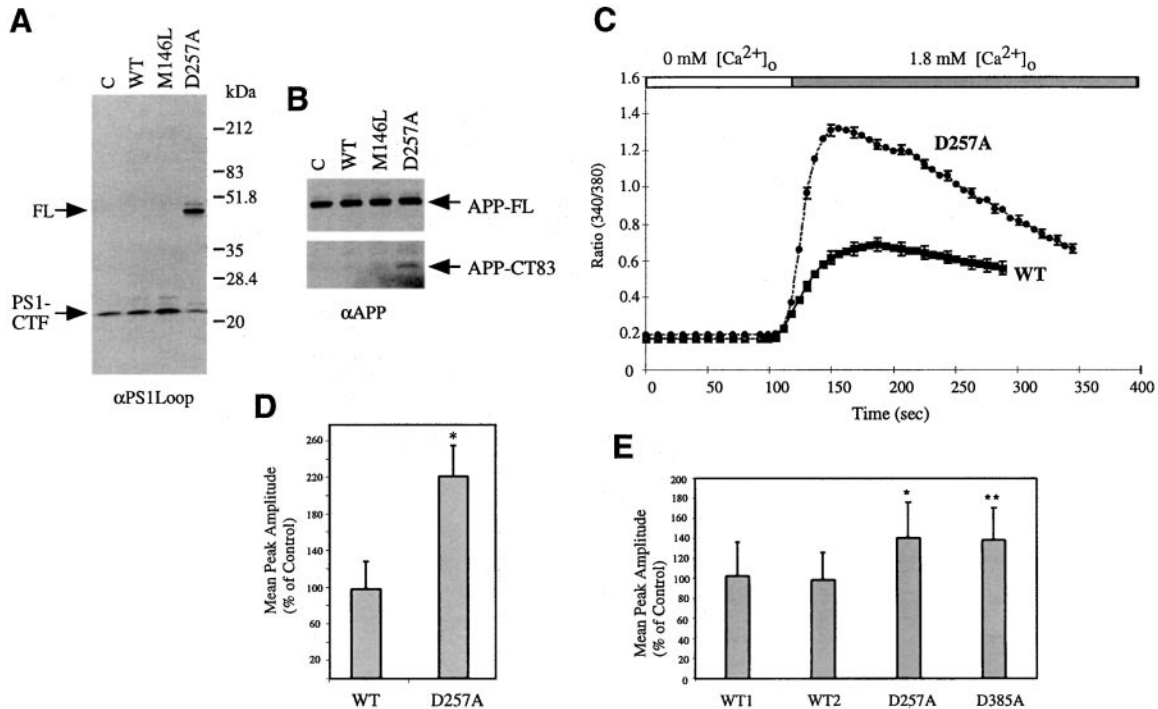 A
C
WT
M146L
D257A
kDa
212
83
51.8
35
28.4
20
FL
PS1-
CTF
αPS1Loop
B
C
WT
M146L
D257A
APP-FL
APP-CT83
αAPP
C
0 mM [Ca2+]o
1.8 mM [Ca2+]o
Ratio (340/380)
1.6
1.4
1.2
1.0
0.8
0.6
0.4
0.2
0
D257A
WT
0 50 100 150 200 250 300 350 400
Time (sec)
D
Mean Peak Amplitude
(% of Control)
260
220
180
140
100
60
20
*
WT D257A
E
Mean Peak Amplitude
(% of Control)
200
180
160
140
120
100
80
60
40
20
0
* **
WT1 WT2 D257A D385A